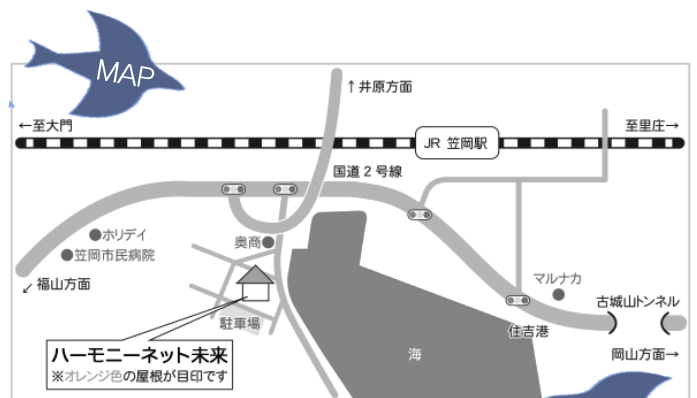 MAP
↑井原方面
←至大門
至里庄→
JR 笠岡駅
国道2号線
ホリデイ
笠岡市民病院
奥商
↙福山方面
マルナカ
古城山トンネル
駐車場
住吉港
ハーモニーネット未来
※オレンジ色の屋根が目印です
海
岡山方面→